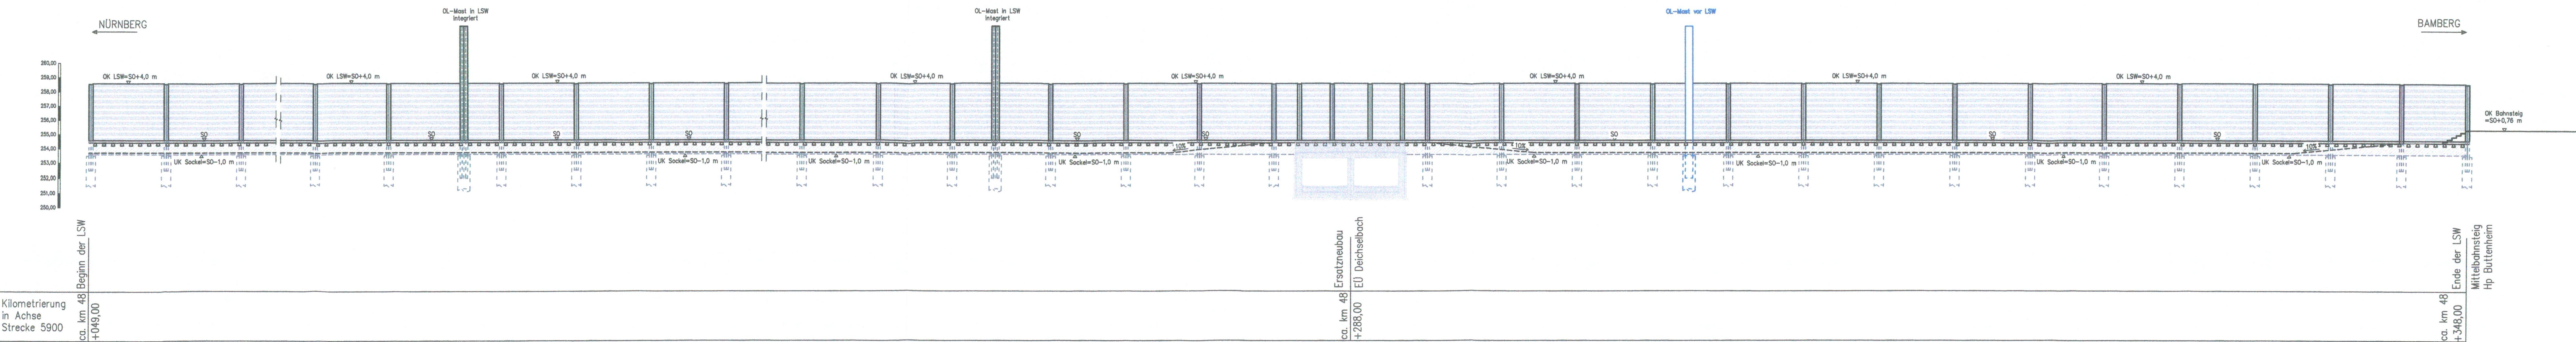 NÜRNBERG
OL-Mast in LSW
integriert
OL-Mast in LSW
integriert
OL-Mast vor LSW
BAMBERG
260,00
259,00
258,00
257,00
256,00
255,00
254,00
253,00
252,00
251,00
250,00
OK LSW=SO+4,0 m
OK LSW=SO+4,0 m
OK LSW=SO+4,0 m
OK LSW=SO+4,0 m
OK LSW=SO+4,0 m
OK LSW=SO+4,0 m
OK LSW=SO+4,0 m
OK LSW=SO+4,0 m
SO
SO
SO
SO
SO
SO
SO
SO
SO
OK Bahnsteig
=SO+0,76 m
10%
10%
10%
UK Sockel=SO-1,0 m
UK Sockel=SO-1,0 m
UK Sockel=SO-1,0 m
UK Sockel=SO-1,0 m
UK Sockel=SO-1,0 m
UK Sockel=SO-1,0 m
UK Sockel=SO-1,0 m
UK Sockel=SO-1,0 m
Beginn der LSW
Ersatzneubau
EÜ Deichselbach
Ende der LSW
Mittelbahnsteig
Hp Buttenheim
Kilometrierung
in Achse
Strecke 5900
ca. km 48
+049,00
ca. km 48
+288,00
ca. km 48
+348,00